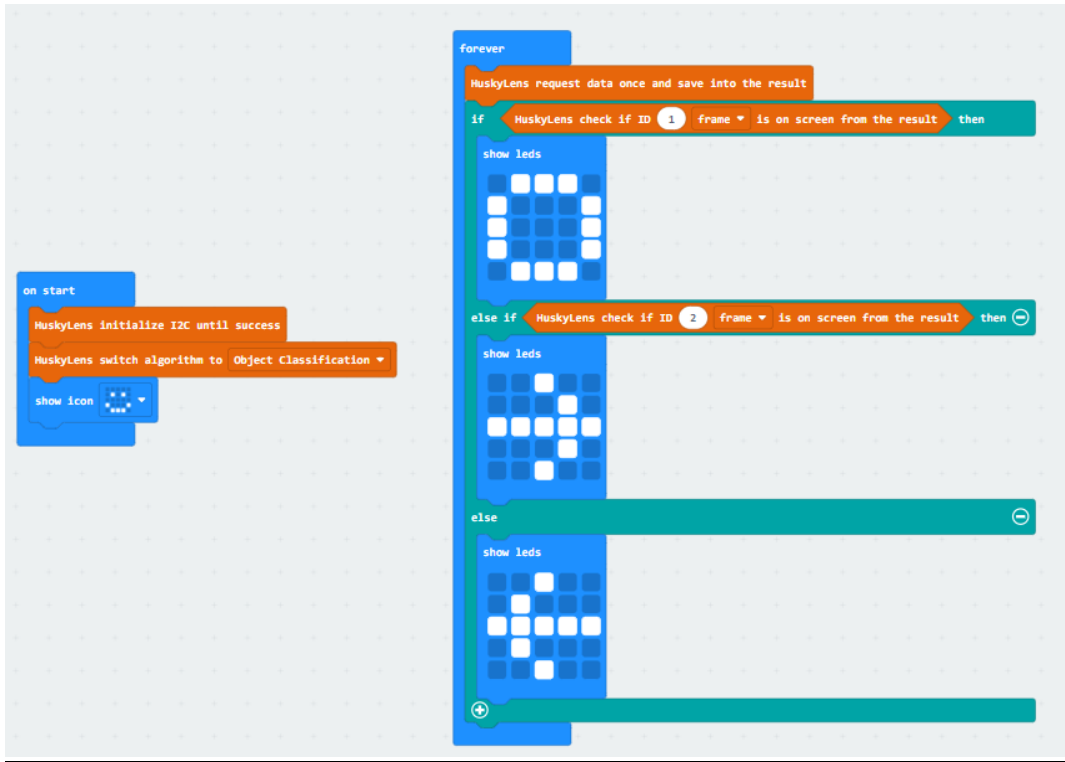 on start
HuskyLens initialize I2C until success
HuskyLens switch algorithm to Object Classification
show icon
forever
HuskyLens request data once and save into the result
if HuskyLens check if ID 1 frame is on screen from the result then
show leds
else if HuskyLens check if ID 2 frame is on screen from the result then
show leds
else
show leds